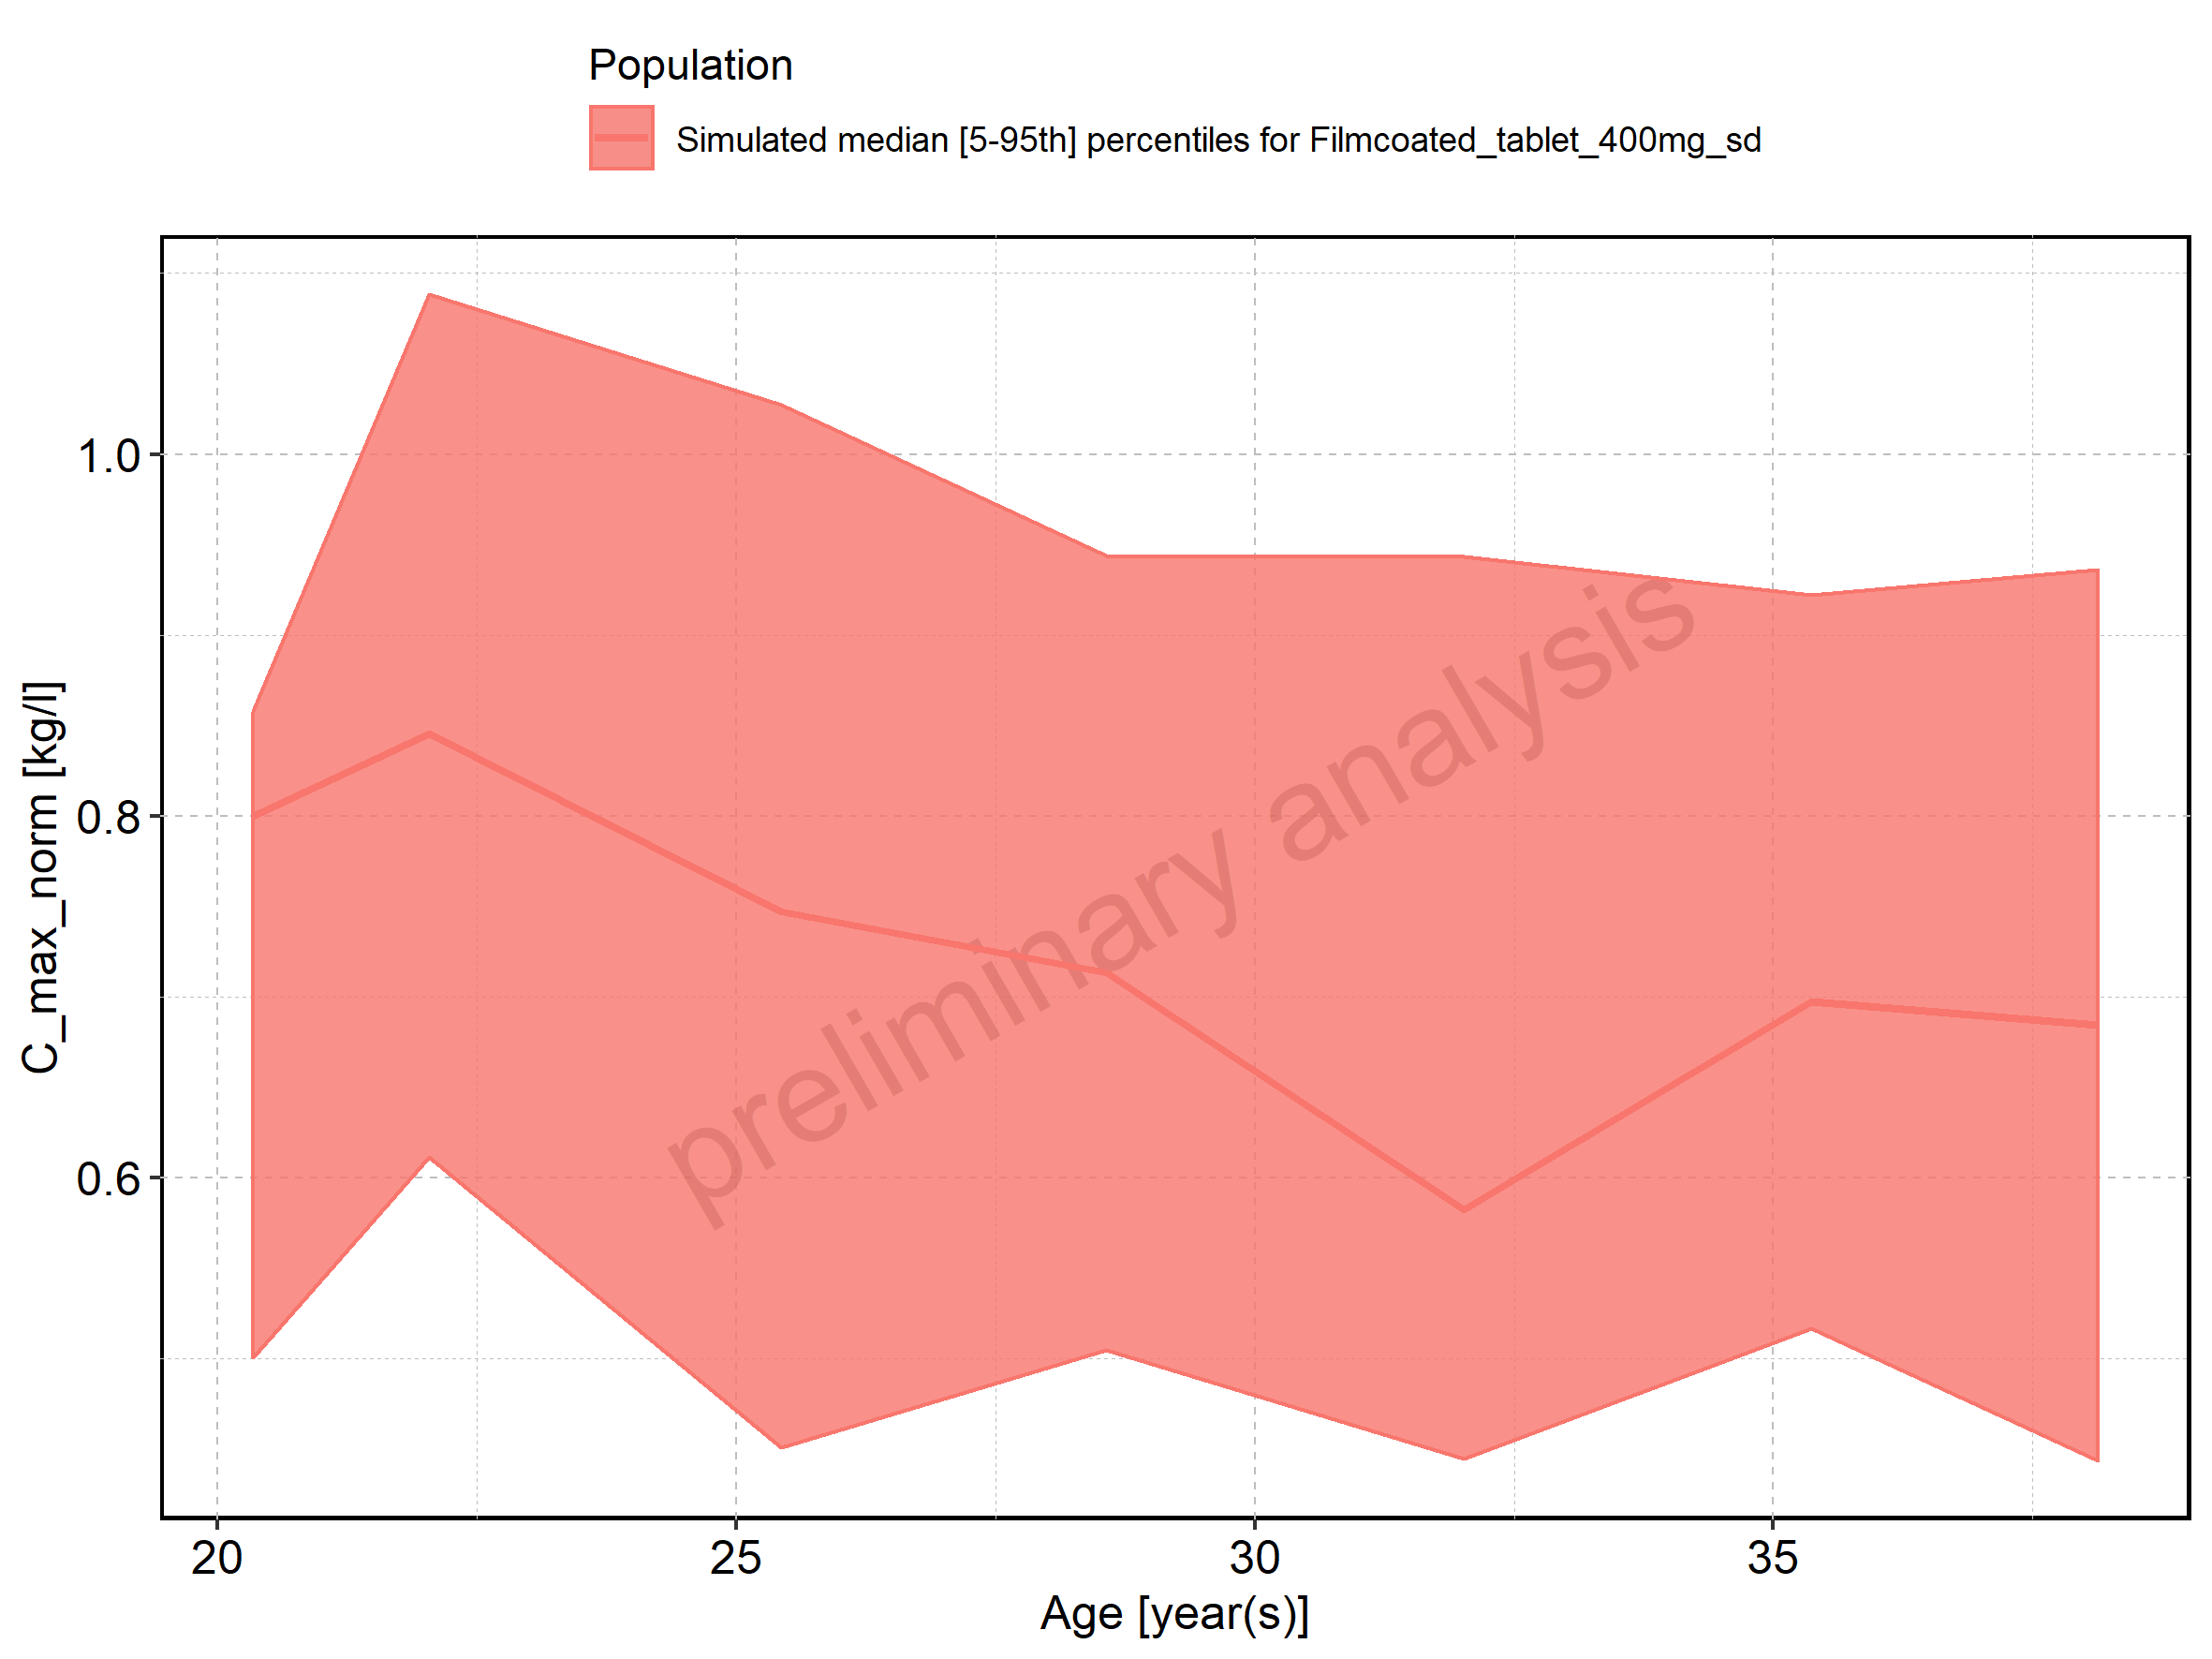 Population
Simulated median [5-95th] percentiles for Filmcoated_tablet_400mg_sd
C_max_norm [kg/l]
1.0
0.8
0.6
preliminary analysis
20 25 30 35
Age [year(s)]